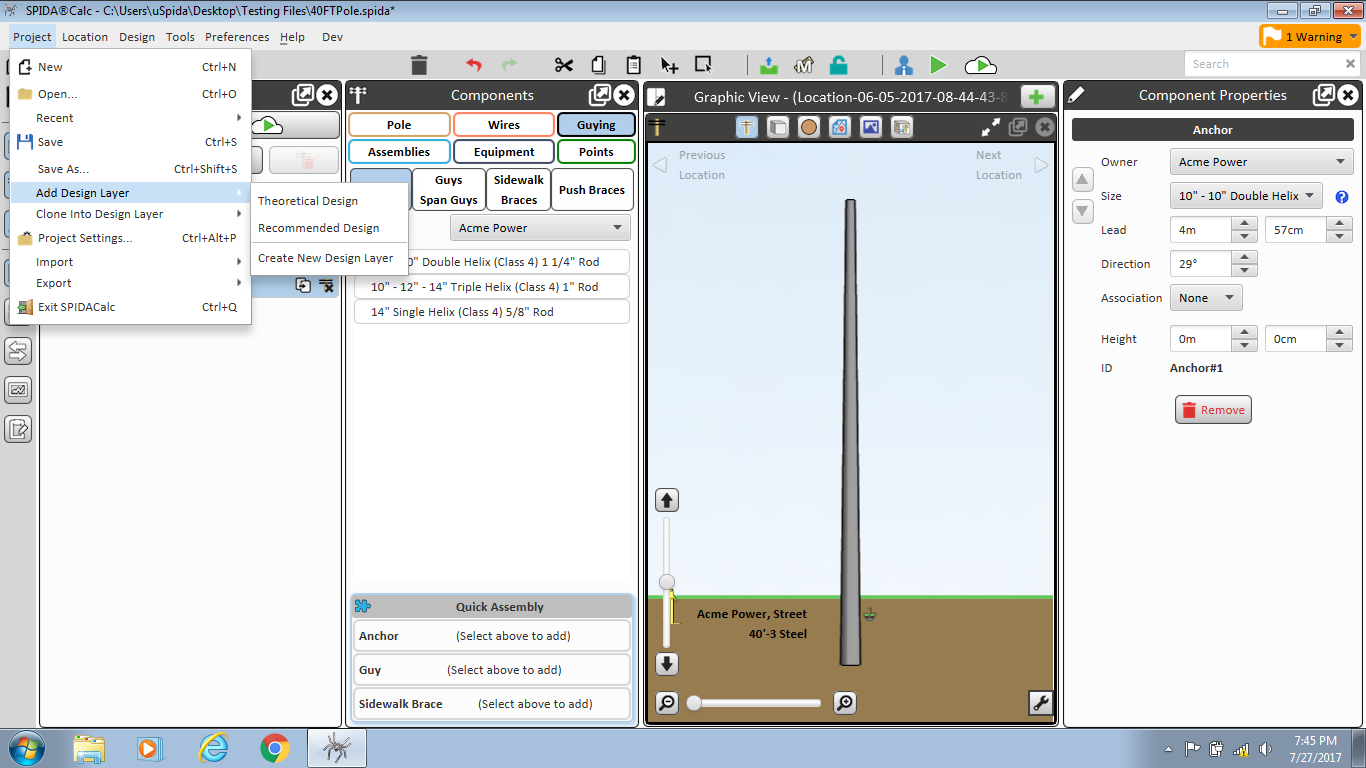 SPIDA®Calc - C:\Users\uSpida\Desktop\Testing Files\40FTPole.spida*
Project Location Design Tools Preferences Help Dev
1 Warning
New Ctrl+N
Open... Ctrl+O
Recent
Save Ctrl+S
Save As... Ctrl+Shift+S
Add Design Layer
Clone Into Design Layer
Project Settings... Ctrl+Alt+P
Import
Export
Exit SPIDACalc Ctrl+Q
Theoretical Design
Recommended Design
Create New Design Layer
Search
Components
Pole Wires Guying
Assemblies Equipment Points
Guys
Span Guys
Sidewalk
Braces
Push Braces
Acme Power
0" Double Helix (Class 4) 1 1/4" Rod
10" - 12" - 14" Triple Helix (Class 4) 1" Rod
14" Single Helix (Class 4) 5/8" Rod
Quick Assembly
Anchor (Select above to add)
Guy (Select above to add)
Sidewalk Brace (Select above to add)
Graphic View - (Location-06-05-2017-08-44-43-8
Previous
Location
Next
Location
Acme Power, Street
40'-3 Steel
Component Properties
Anchor
Owner Acme Power
Size 10" - 10" Double Helix
Lead 4m 57cm
Direction 29°
Association None
Height 0m 0cm
ID Anchor#1
Remove
7:45 PM
7/27/2017